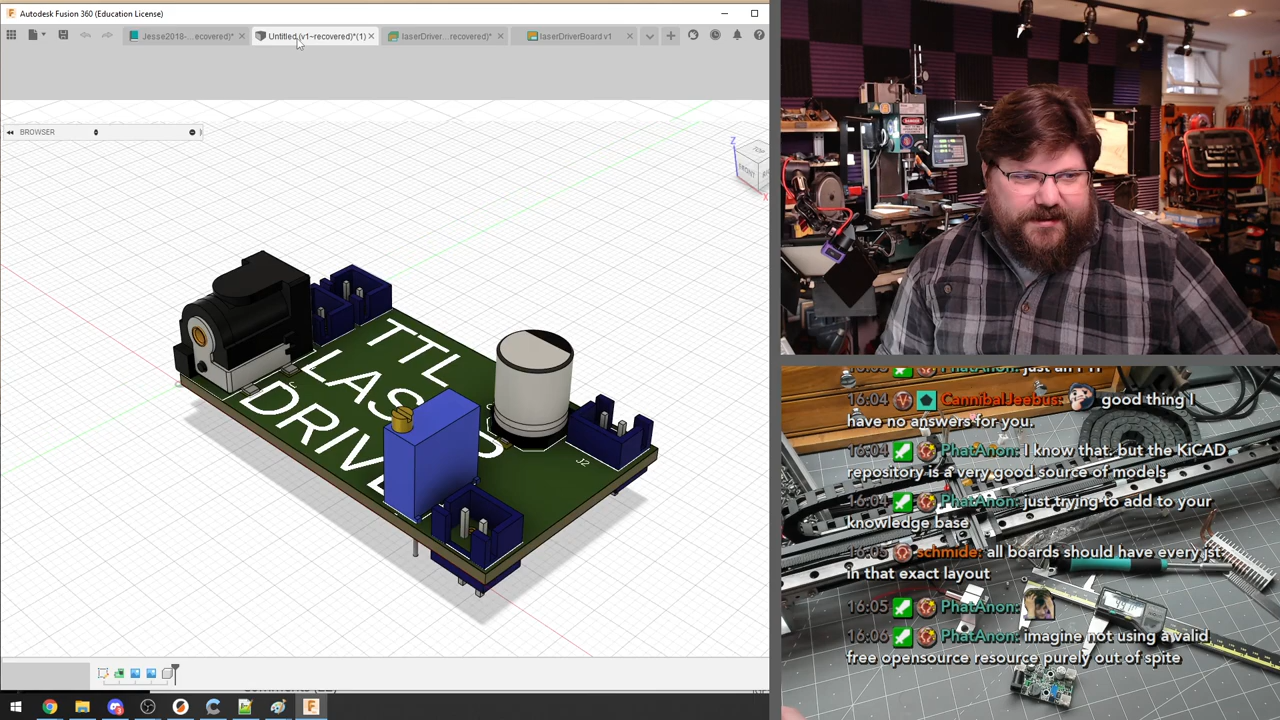 Autodesk Fusion 360 (Education License)
Jesse2018-...ecovered)*
Untitled (v1~recovered)*(1)
laserDriver...recovered)*
laserDriverBoard v1
BROWSER
Z
TOP
FRONT
X
TTL
LAS
DRIVE
J2
16:04 CannibalJeebus: good thing I
have no answers for you.
16:04 PhatAnon: I know that. but the KiCAD
repository is a very good source of models
16:04 PhatAnon: just trying to add to your
knowledge base
16:05 schmide: all boards should have every jst
in that exact layout
16:05 PhatAnon:
16:06 PhatAnon: imagine not using a valid
free opensource resource purely out of spite